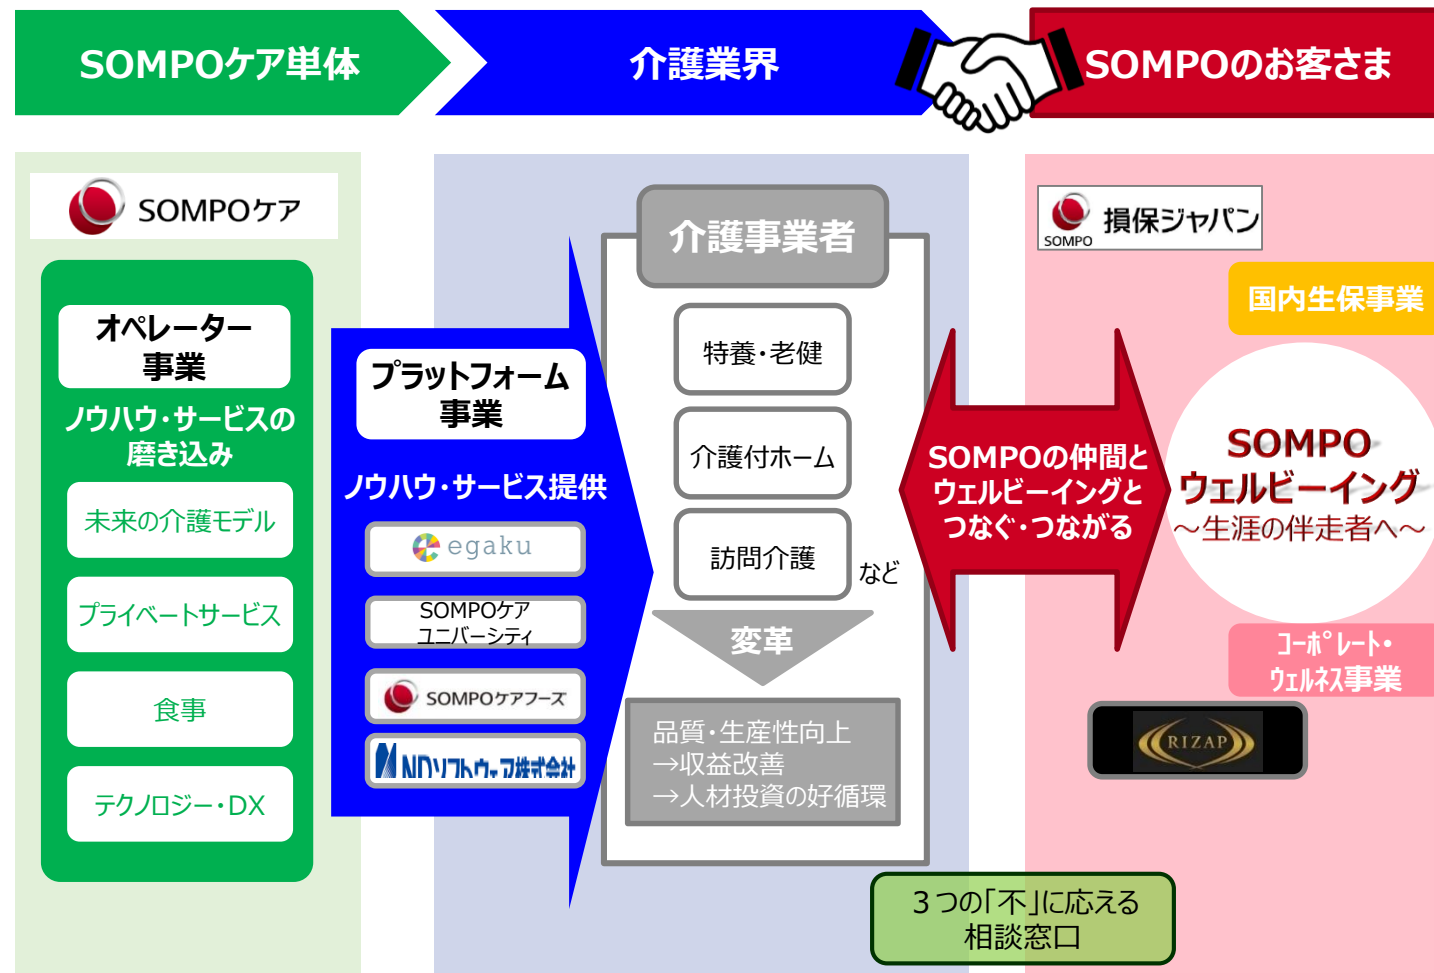 SOMPOケア単体
介護業界
SOMPOのお客さま
SOMPOケア
オペレーター
事業
ノウハウ・サービスの
磨き込み
未来の介護モデル
プライベートサービス
食事
テクノロジー・DX
プラットフォーム
事業
ノウハウ・サービス提供
egaku
SOMPOケア
ユニバーシティ
SOMPOケアフーズ
NDソフトウェア株式会社
介護事業者
特養・老健
介護付ホーム
訪問介護
など
変革
品質・生産性向上
→収益改善
→人材投資の好循環
SOMPOの仲間と
ウェルビーイングと
つなぐ・つながる
3つの「不」に応える
相談窓口
SOMPO
損保ジャパン
国内生保事業
SOMPO
ウェルビーイング
～生涯の伴走者へ～
コーポレート・
ウェルネス事業
RIZAP